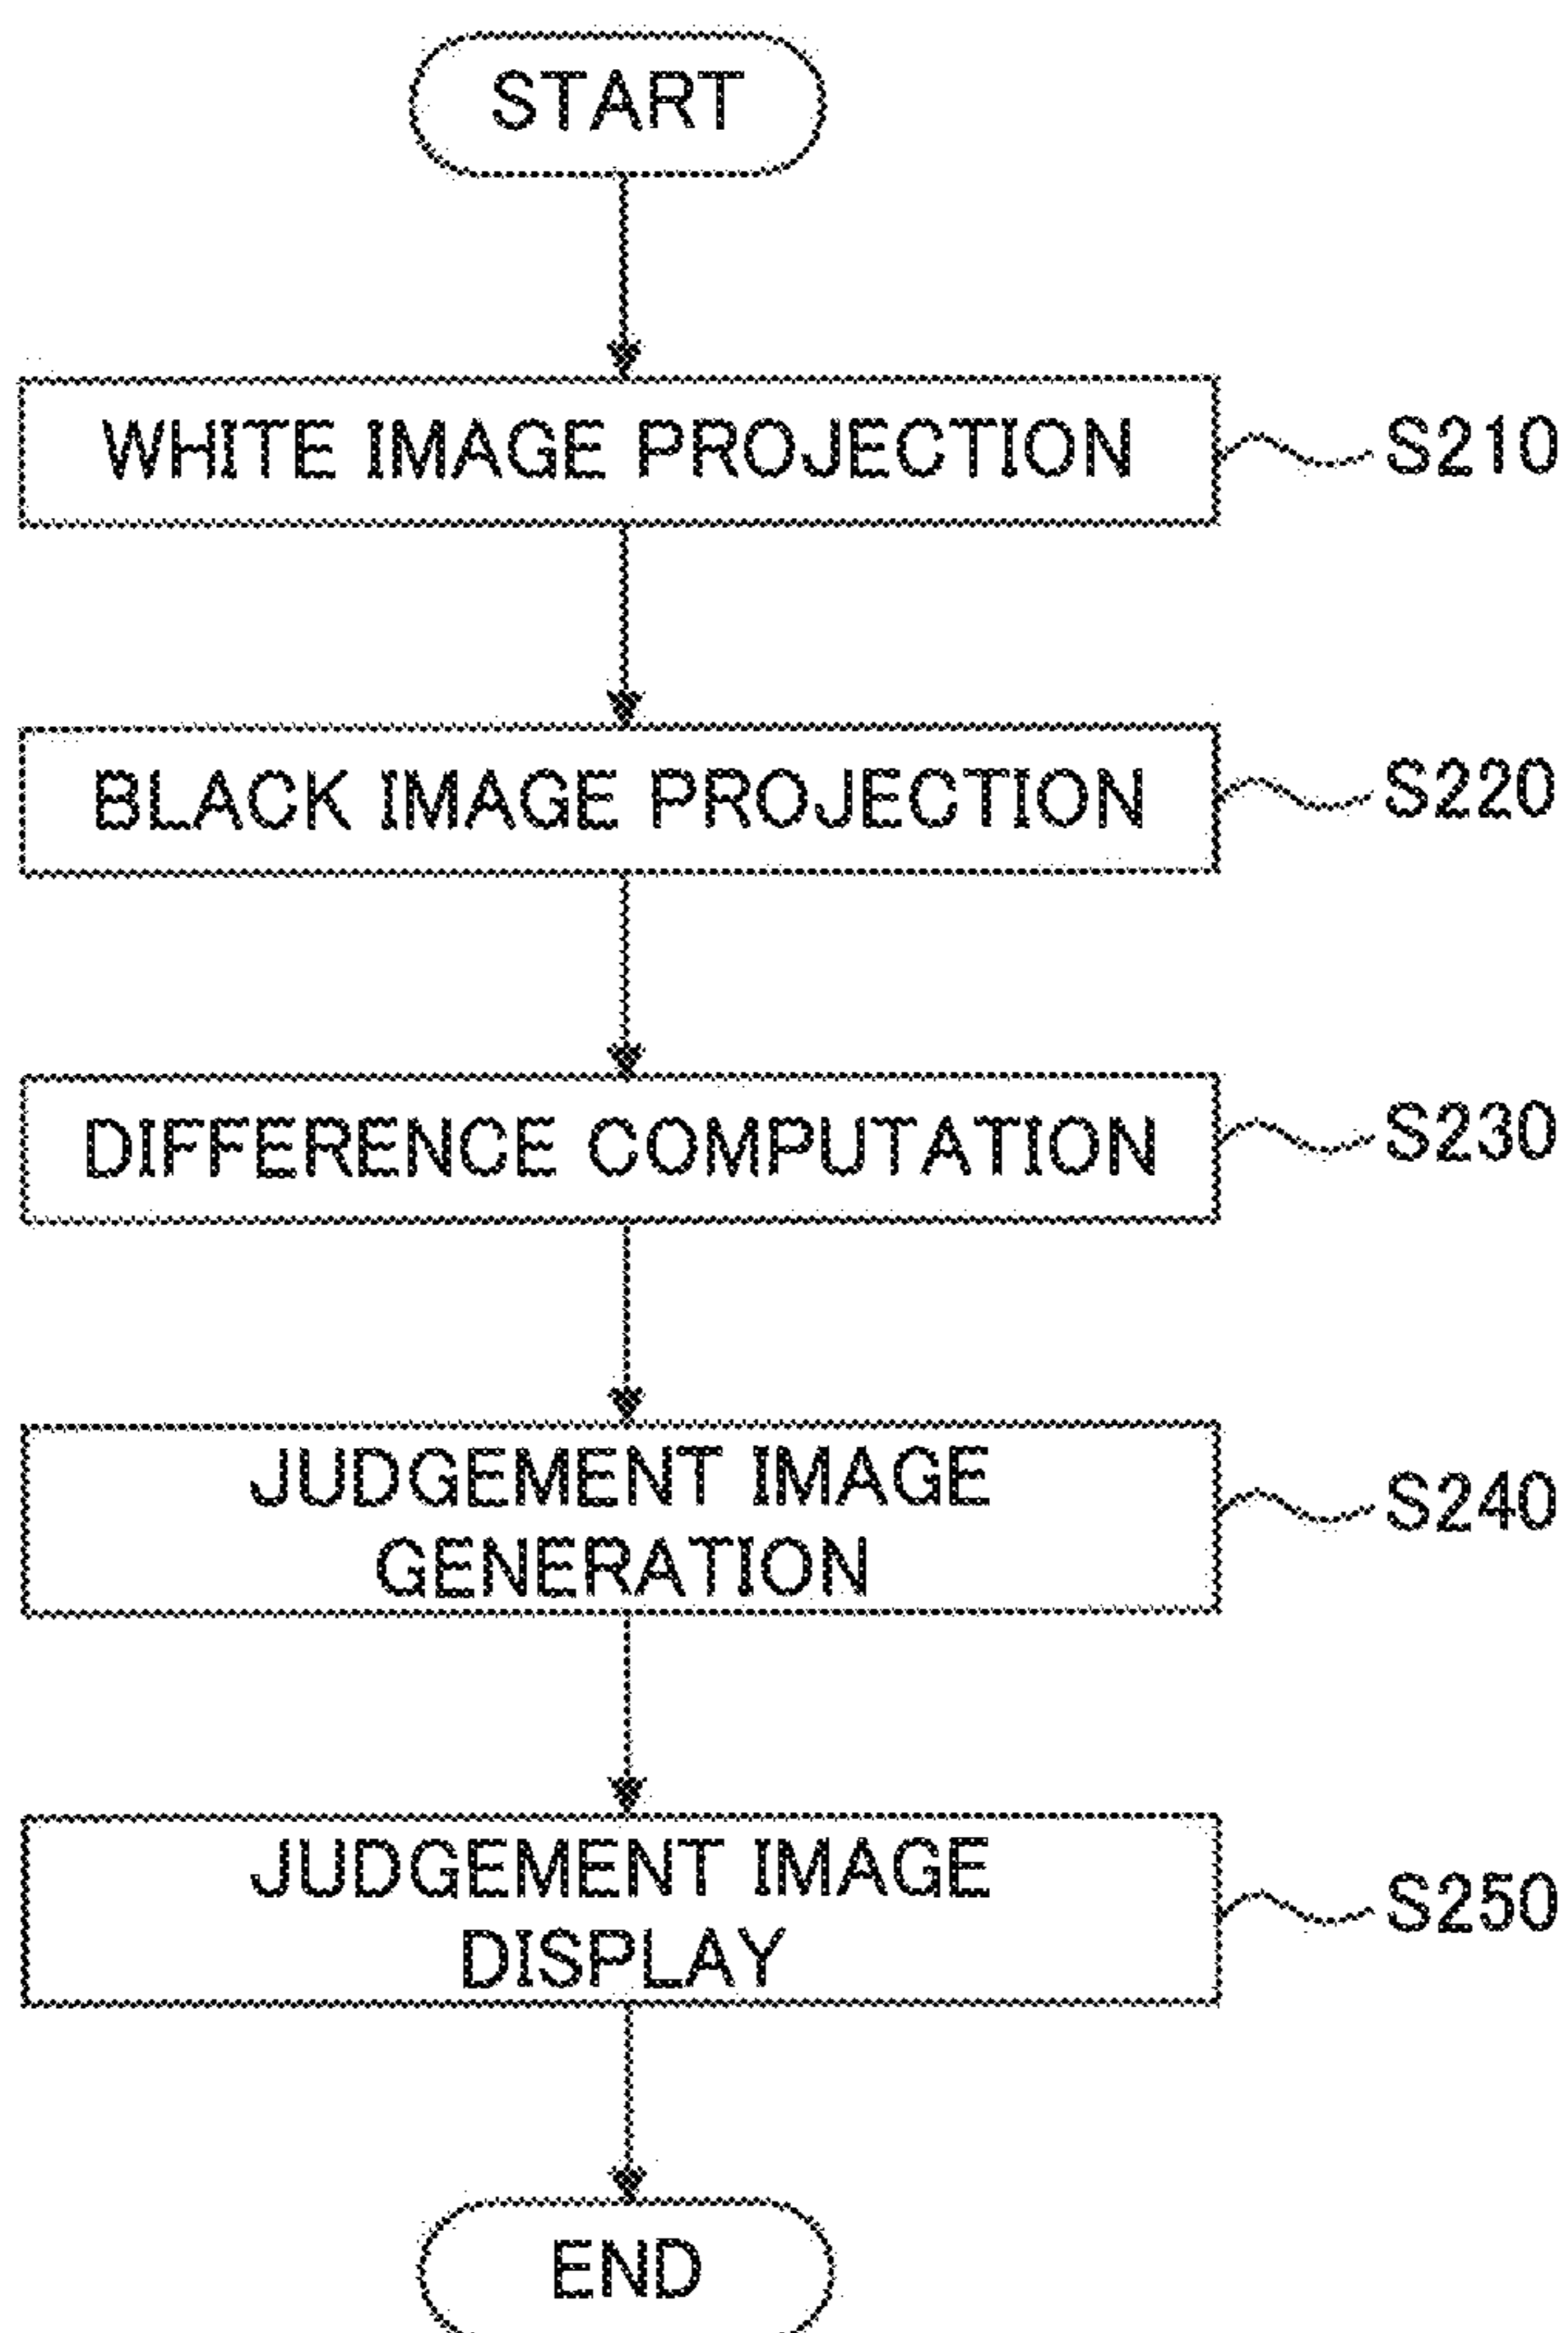 START
WHITE IMAGE PROJECTION S210
BLACK IMAGE PROJECTION S220
DIFFERENCE COMPUTATION S230
JUDGEMENT IMAGE
GENERATION
S240
JUDGEMENT IMAGE
DISPLAY
S250
END